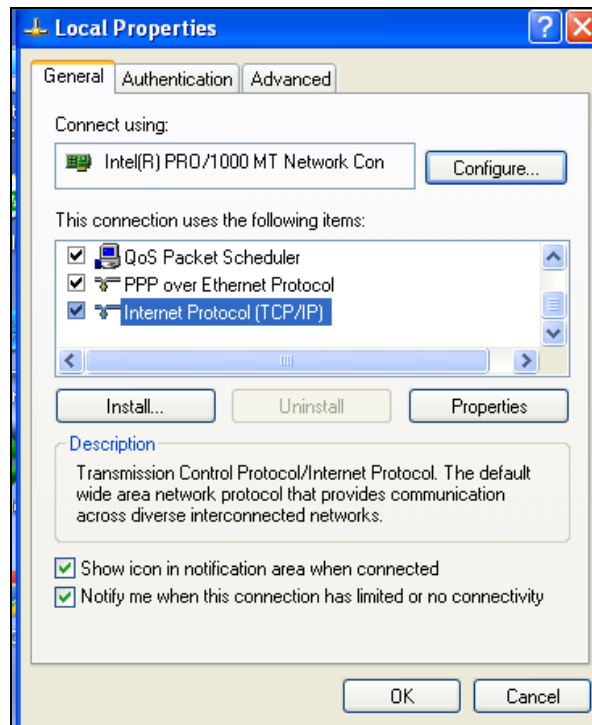 Local Properties
General Authentication Advanced
Connect using:
Intel(R) PRO/1000 MT Network Con
Configure...
This connection uses the following items:
QoS Packet Scheduler
PPP over Ethernet Protocol
Internet Protocol (TCP/IP)
Install... Uninstall Properties
Description
Transmission Control Protocol/Internet Protocol. The default
wide area network protocol that provides communication
across diverse interconnected networks.
Show icon in notification area when connected
Notify me when this connection has limited or no connectivity
OK Cancel